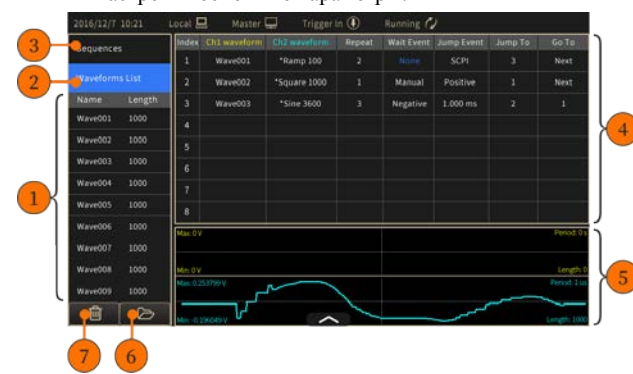 2016/12/7 10:21 Local Master Trigger In Running
Sequences
Waveforms List
Name Length
Wave001 1000
Wave002 1000
Wave003 1000
Wave004 1000
Wave005 1000
Wave006 1000
Wave007 1000
Wave008 1000
Wave009 1000
Index Ch1 waveform Ch2 waveform Repeat Wait Event Jump Event Jump To Go To
1 Wave001 *Ramp 100 2 None SCPI 3 Next
2 Wave002 *Square 1000 1 Manual Positive 1 Next
3 Wave003 *Sine 3600 3 Negative 1.000 ms 2 1
4
5
6
7
8
Max: 0 V Period: 0 s
Min: 0 V Length: 0
Max: 0.253799 V Period: 1 us
Min: -0.196049 V Length: 1000
3
2
1
4
5
7
6